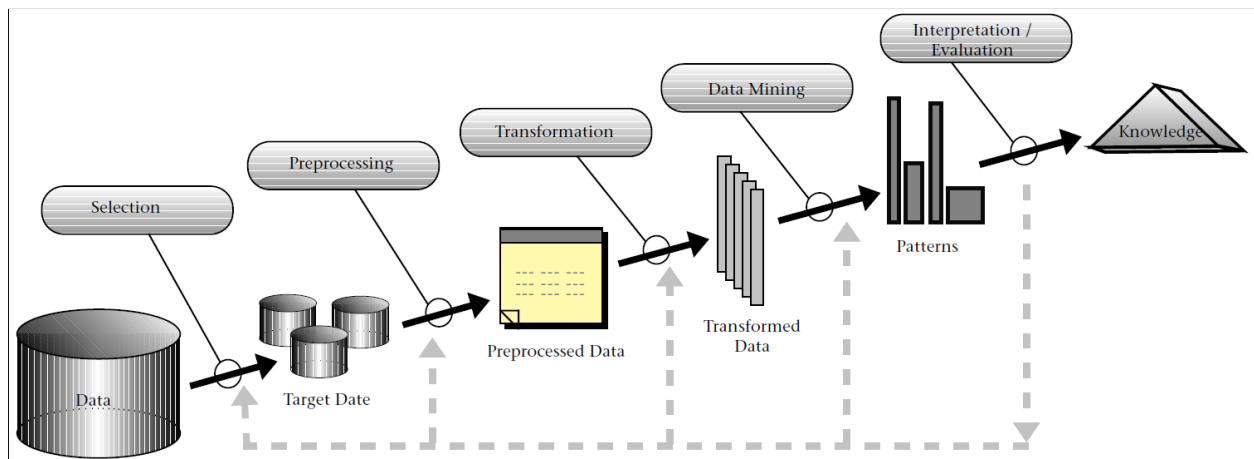 Interpretation /
Evaluation
Data Mining
Transformation
Preprocessing
Selection
Knowledge
Patterns
Transformed
Data
Preprocessed Data
Target Date
Data